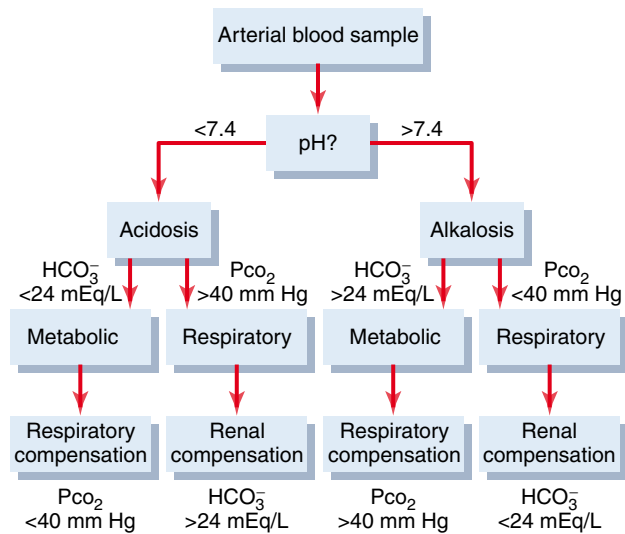 Arterial blood sample
<7.4
pH?
>7.4
Acidosis
Alkalosis
HCO₃⁻
<24 mEq/L
Pco₂
>40 mm Hg
HCO₃⁻
>24 mEq/L
Pco₂
<40 mm Hg
Metabolic
Respiratory
Metabolic
Respiratory
Respiratory
compensation
Renal
compensation
Respiratory
compensation
Renal
compensation
Pco₂
<40 mm Hg
HCO₃⁻
>24 mEq/L
Pco₂
>40 mm Hg
HCO₃⁻
<24 mEq/L